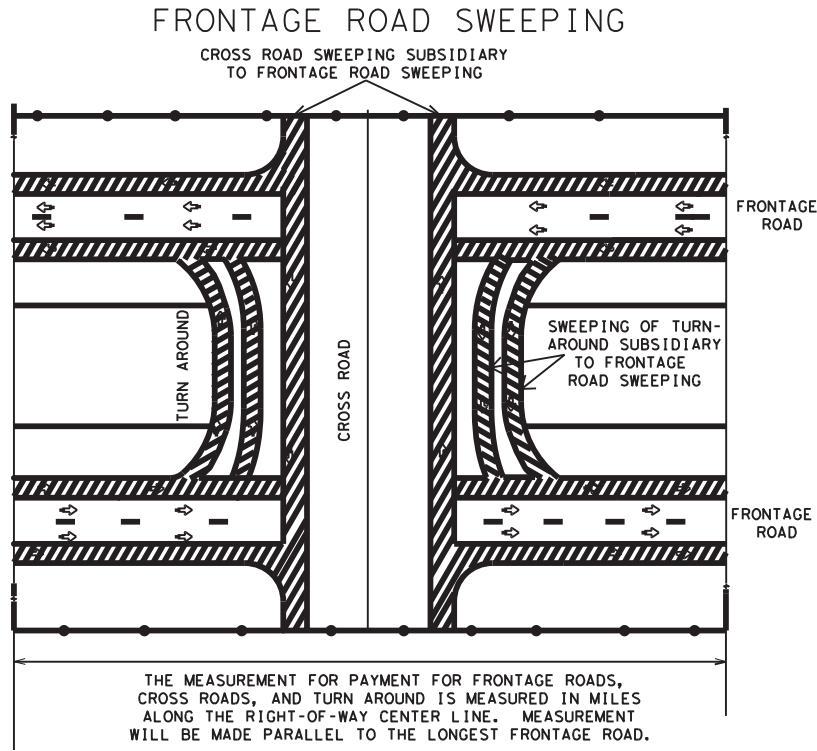 FRONTAGE ROAD SWEEPING
CROSS ROAD SWEEPING SUBSIDIARY
TO FRONTAGE ROAD SWEEPING
FRONTAGE
ROAD
TURN AROUND
CROSS ROAD
SWEEPING OF TURN-
AROUND SUBSIDIARY
TO FRONTAGE
ROAD SWEEPING
FRONTAGE
ROAD
THE MEASUREMENT FOR PAYMENT FOR FRONTAGE ROADS,
CROSS ROADS, AND TURN AROUND IS MEASURED IN MILES
ALONG THE RIGHT-OF-WAY CENTER LINE. MEASUREMENT
WILL BE MADE PARALLEL TO THE LONGEST FRONTAGE ROAD.